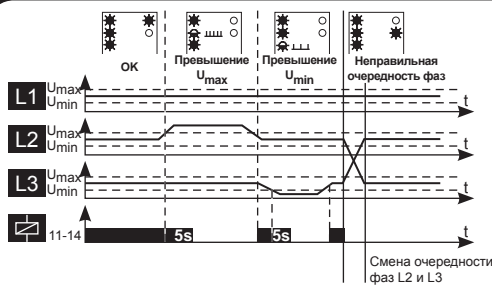 OK
Превышение
Umax
Превышение
Umin
Неправильная
очередность фаз
L1
Umax
Umin
t
L2
Umax
Umin
t
L3
Umax
Umin
t
11-14
5s
5s
t
Смена очередности
фаз L2 и L3